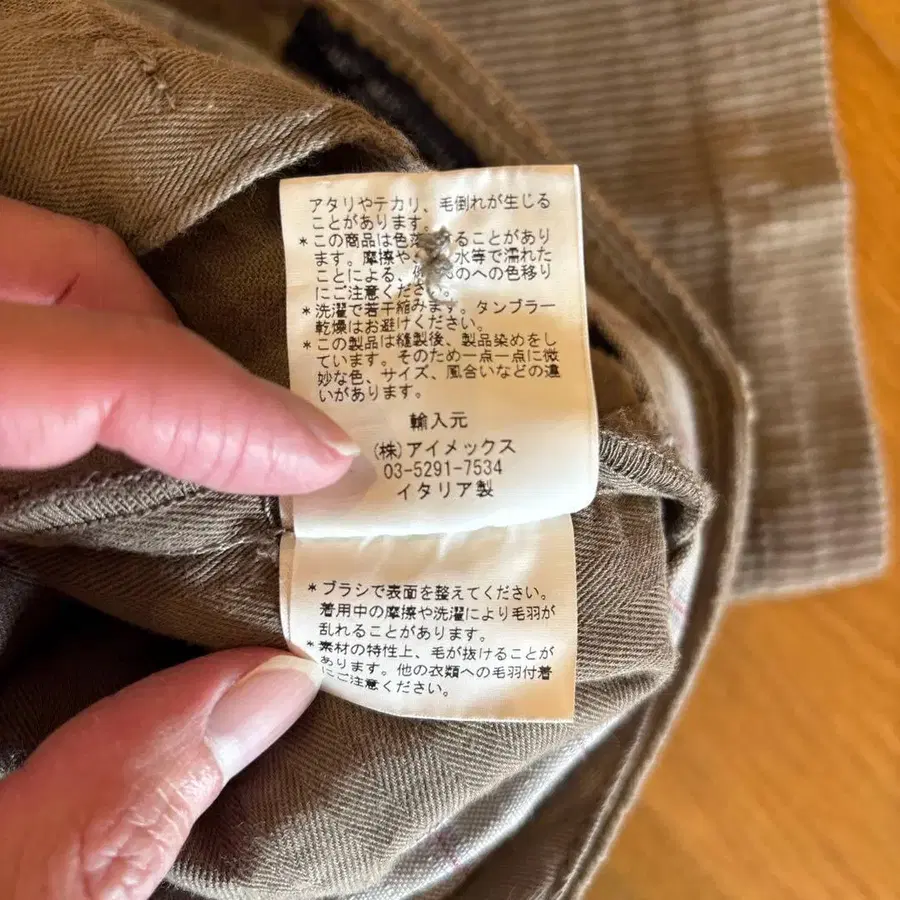 アタリやテカリ、毛倒れが生じる
ことがあります。
*この商品は色落することがあり
ます。摩擦や、水等で濡れた
ことによる、他のへの色移り
にご注意ください。
*洗濯で若干縮みます。タンブラー
乾燥はお避けください。
*この製品は縫製後、製品染めをし
ています。そのため一点一点に微
妙な色、サイズ、風合いなどの違
いがあります。
輸入元
(株)アイメックス
03-5291-7534
イタリア製
*ブラシで表面を整えてください。
着用中の摩擦や洗濯により毛羽が
乱れることがあります。
*素材の特性上、毛が抜けることが
あります。他の衣類への毛羽付着
にご注意ください。